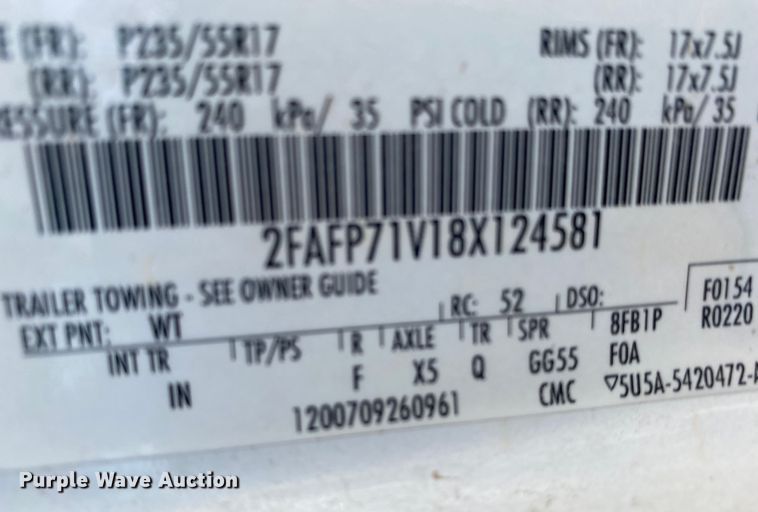 E (FR): P235/55R17 RIMS (FR): 17x7.5J
(RR): P235/55R17 (RR): 17x7.5J
ESSURE (FR): 240 kPa/ 35 PSI COLD (RR): 240 kPa/ 35
2FAFP71V18X124581
TRAILER TOWING - SEE OWNER GUIDE
EXT PNT: WT RC: 52 DSO: F0154
INT TR TP/PS R AXLE TR SPR 8FB1P R0220
IN F X5 Q GG55 F0A
1200709260961 CMC ▽5U5A-5420472-A
Purple Wave Auction